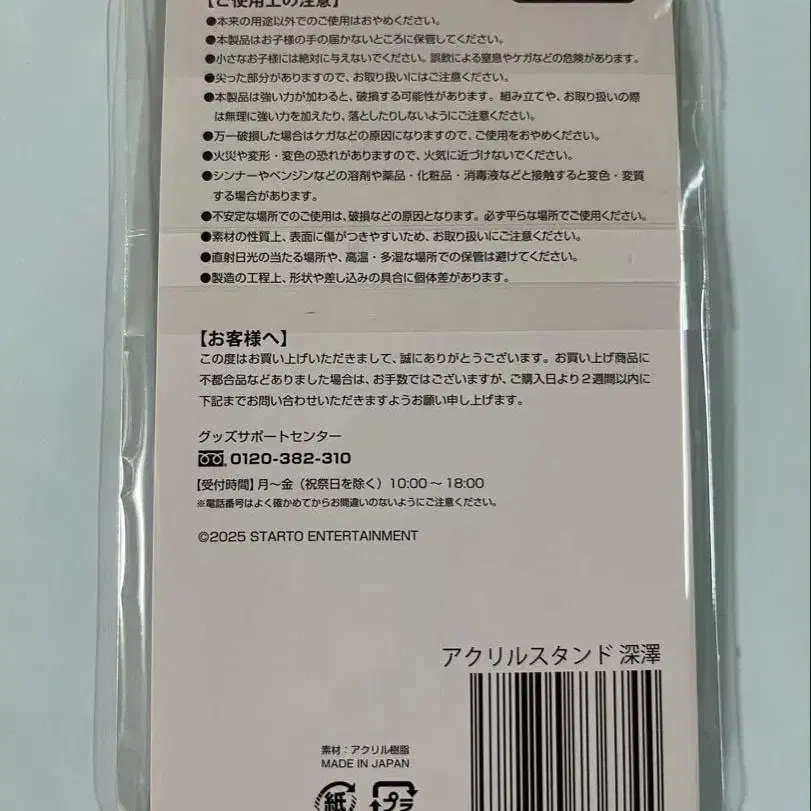 【ご使用上の注意】
●本来の用途以外でのご使用はおやめください。
●本製品はお子様の手の届かないところに保管してください。
●小さなお子様には絶対に与えないでください。誤飲による窒息やケガなどの危険があります。
●尖った部分がありますので、お取り扱いにはご注意ください。
●本製品は強い力が加わると、破損する可能性があります。組み立てや、お取り扱いの際
は無理に強い力を加えたり、落としたりしないようにご注意ください。
●万一破損した場合はケガなどの原因になりますので、ご使用をおやめください。
●火災や変形・変色の恐れがありますので、火気に近づけないでください。
●シンナーやベンジンなどの溶剤や薬品・化粧品・消毒液などと接触すると変色・変質
する場合があります。
●不安定な場所でのご使用は、破損などの原因となります。必ず平らな場所でご使用ください。
●素材の性質上、表面に傷がつきやすいため、お取り扱いにご注意ください。
●直射日光の当たる場所や、高温・多湿な場所での保管は避けてください。
●製造の工程上、形状や差し込みの具合に個体差があります。
【お客様へ】
この度はお買い上げいただきまして、誠にありがとうございます。お買い上げ商品に
不都合品などありました場合は、お手数ではございますが、ご購入日より2週間以内に
下記までお問い合わせいただきますようお願い申し上げます。
グッズサポートセンター
0120-382-310
【受付時間】月〜金（祝祭日を除く）10:00〜18:00
※電話番号はよく確かめてからお間違いのないようにご注意ください。
©2025 STARTO ENTERTAINMENT
アクリルスタンド 深澤
素材：アクリル樹脂
MADE IN JAPAN
紙
プラ